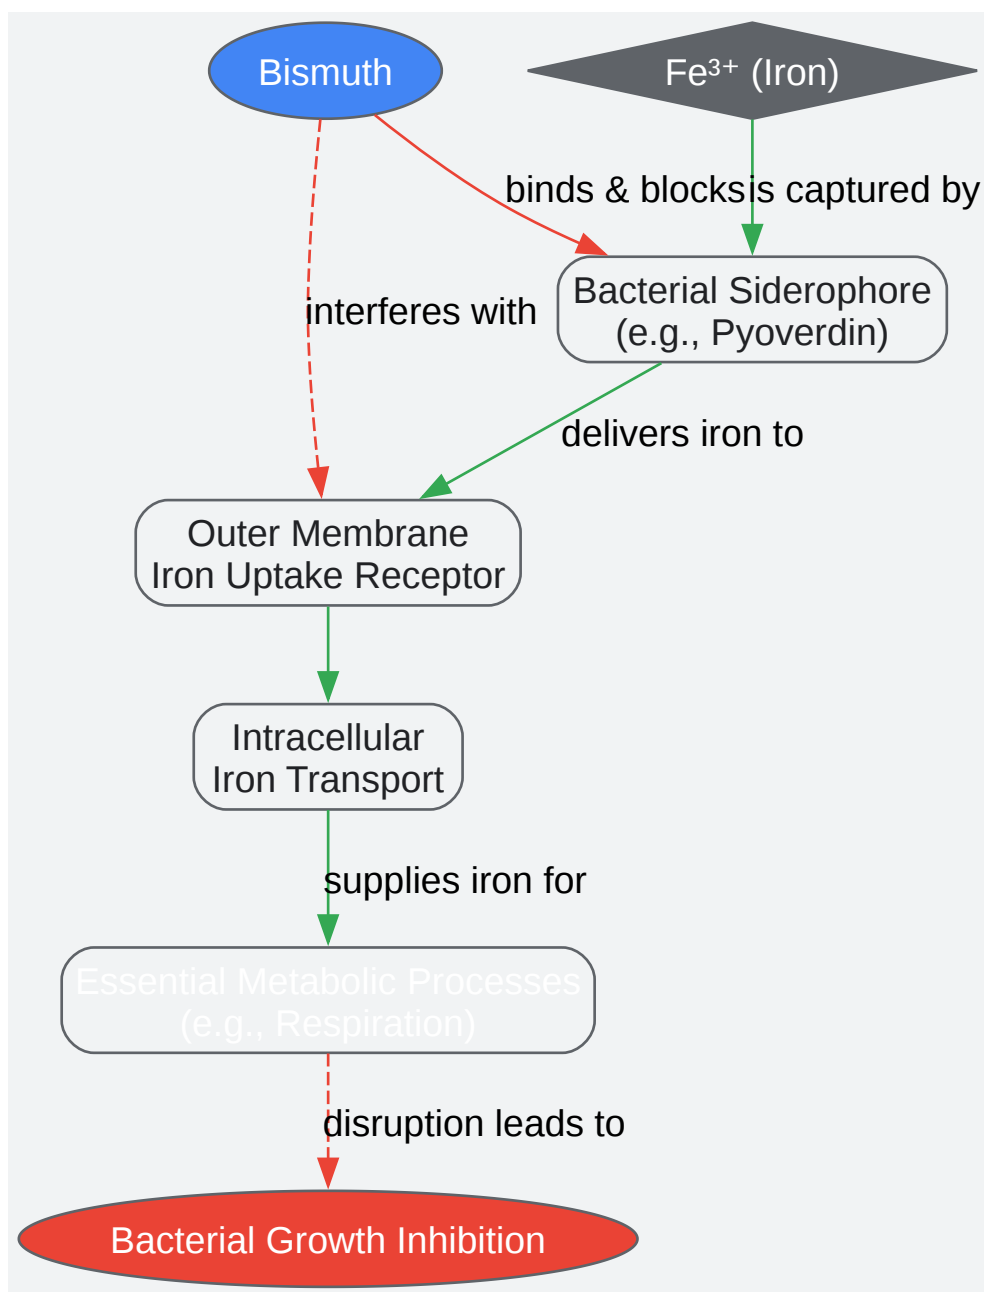 Bismuth
Fe³⁺ (Iron)
binds & blocks
is captured by
Bacterial Siderophore
(e.g., Pyoverdin)
interferes with
delivers iron to
Outer Membrane
Iron Uptake Receptor
Intracellular
Iron Transport
supplies iron for
Essential Metabolic Processes
(e.g., Respiration)
disruption leads to
Bacterial Growth Inhibition